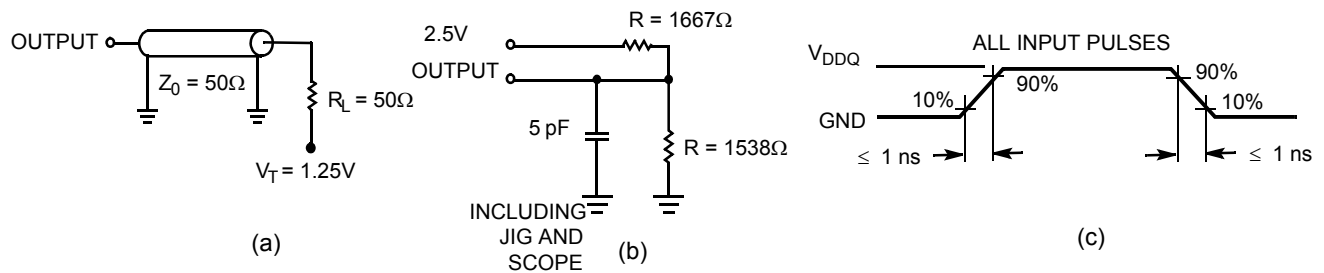 OUTPUT
Z0 = 50Ω
RL = 50Ω
VT = 1.25V
(a)
R = 1667Ω
2.5V
OUTPUT
5 pF
R = 1538Ω
INCLUDING
JIG AND
SCOPE
(b)
ALL INPUT PULSES
VDDQ
90%
90%
10%
10%
GND
≤ 1 ns
≤ 1 ns
(c)